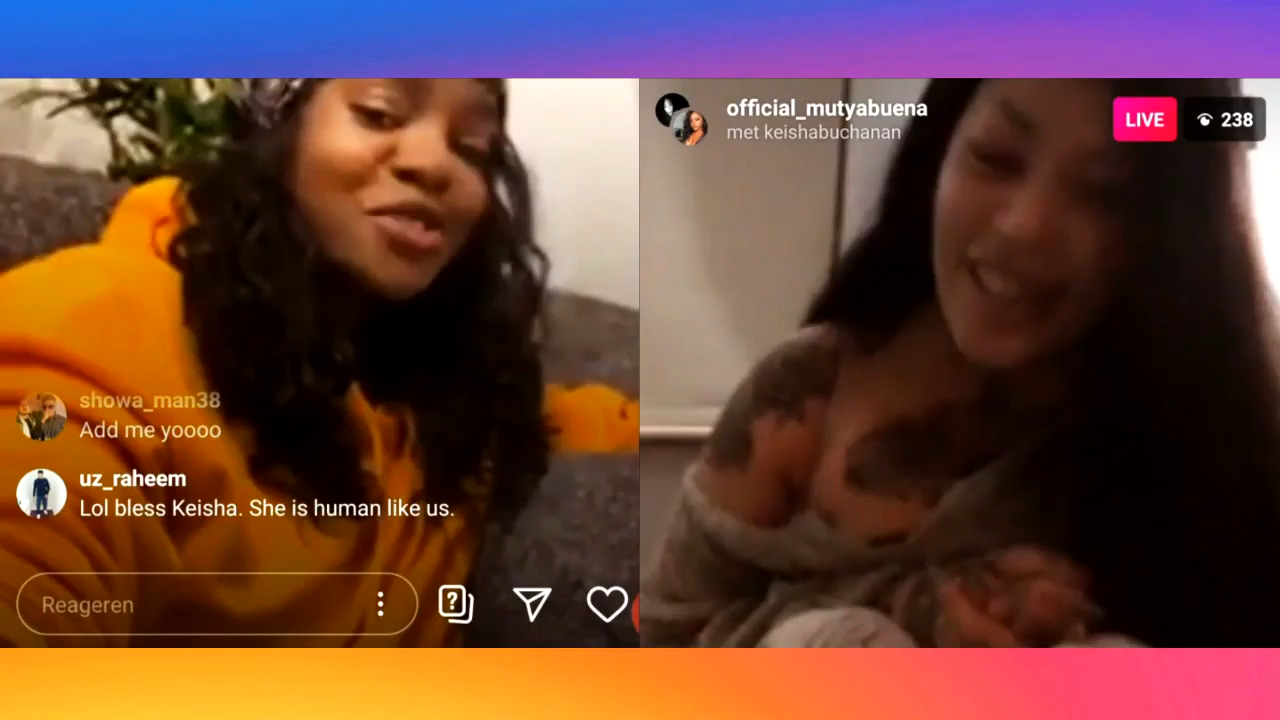 official_mutyabuena
met keishabuchanan
LIVE
238
showa_man38
Add me yoooo
uz_raheem
Lol bless Keisha. She is human like us.
Reageren
?